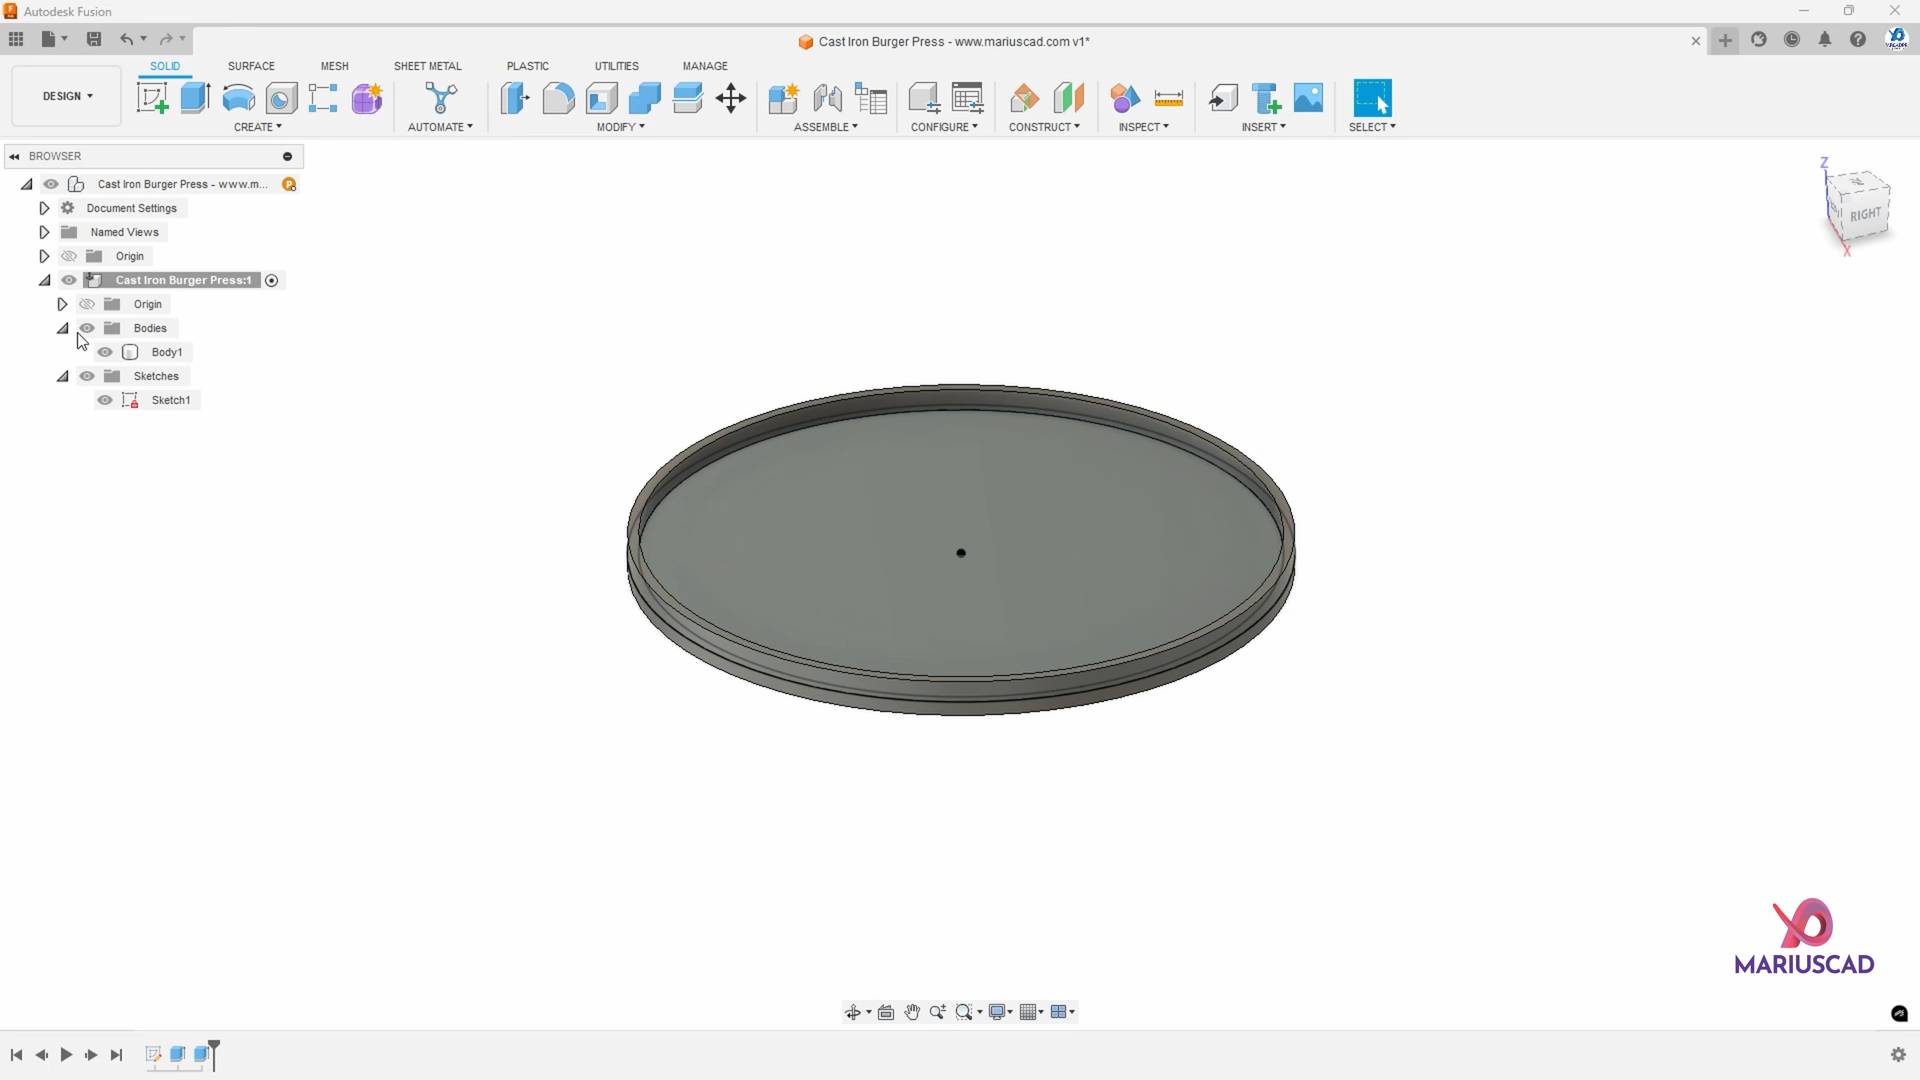 Autodesk Fusion
Cast Iron Burger Press - www.mariuscad.com v1*
SOLID SURFACE MESH SHEET METAL PLASTIC UTILITIES MANAGE
DESIGN
CREATE AUTOMATE MODIFY ASSEMBLE CONFIGURE CONSTRUCT INSPECT INSERT SELECT
BROWSER
Cast Iron Burger Press - www.m...
Document Settings
Named Views
Origin
Cast Iron Burger Press:1
Origin
Bodies
Body1
Sketches
Sketch1
Z
RIGHT
X
MARIUSCAD